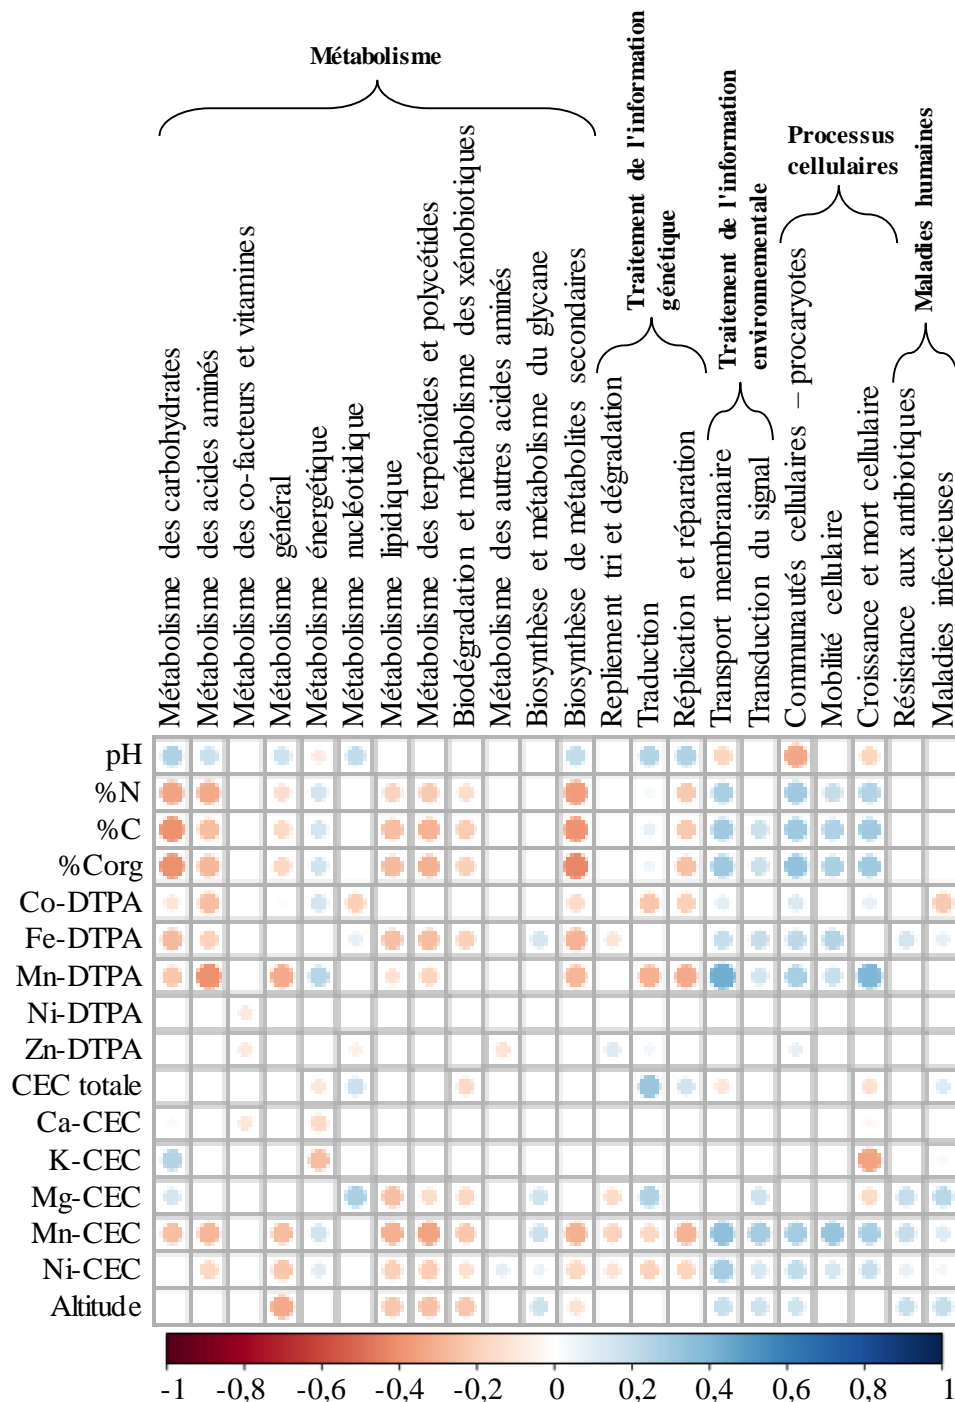 Métabolisme
Traitement de l'information
génétique
Traitement de l'information
environnementale
Processus
cellulaires
Maladies humaines
Métabolisme des carbohydrates
Métabolisme des acides aminés
Métabolisme des co-facteurs et vitamines
Métabolisme général
Métabolisme énergétique
Métabolisme nucléotidique
Métabolisme lipidique
Métabolisme des terpénoïdes et polycétides
Biodégradation et métabolisme des xénobiotiques
Métabolisme des autres acides aminés
Biosynthèse et métabolisme du glycane
Biosynthèse de métabolites secondaires
Repliement tri et dégradation
Traduction
Réplication et réparation
Transport membranaire
Transduction du signal
Communautés cellulaires – procaryotes
Mobilité cellulaire
Croissance et mort cellulaire
Résistance aux antibiotiques
Maladies infectieuses
pH
%N
%C
%Corg
Co-DTPA
Fe-DTPA
Mn-DTPA
Ni-DTPA
Zn-DTPA
CEC totale
Ca-CEC
K-CEC
Mg-CEC
Mn-CEC
Ni-CEC
Altitude
-1 -0,8 -0,6 -0,4 -0,2 0 0,2 0,4 0,6 0,8 1